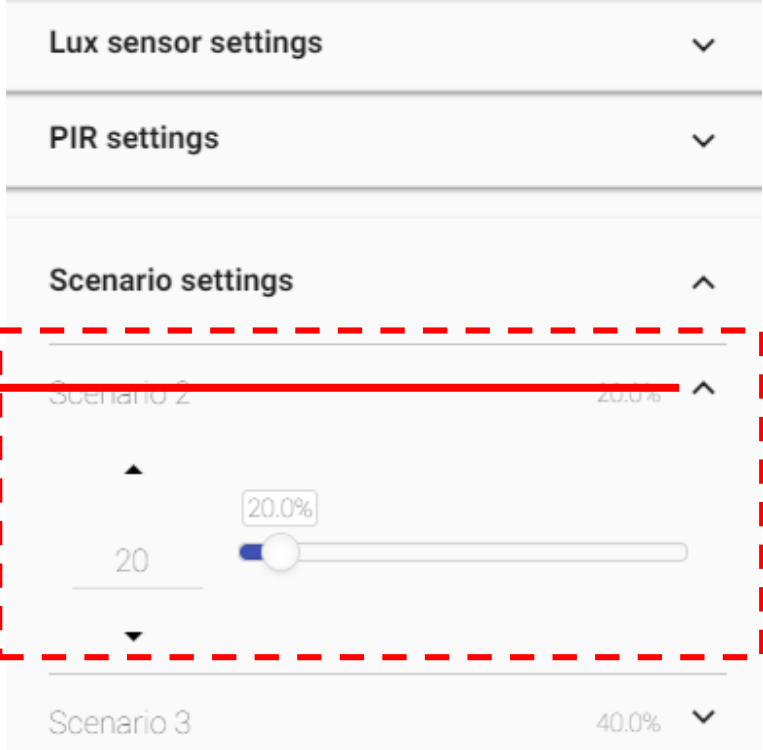 Lux sensor settings
PIR settings
Scenario settings
Scenario 2 20.0%
20.0%
20
Scenario 3 40.0%